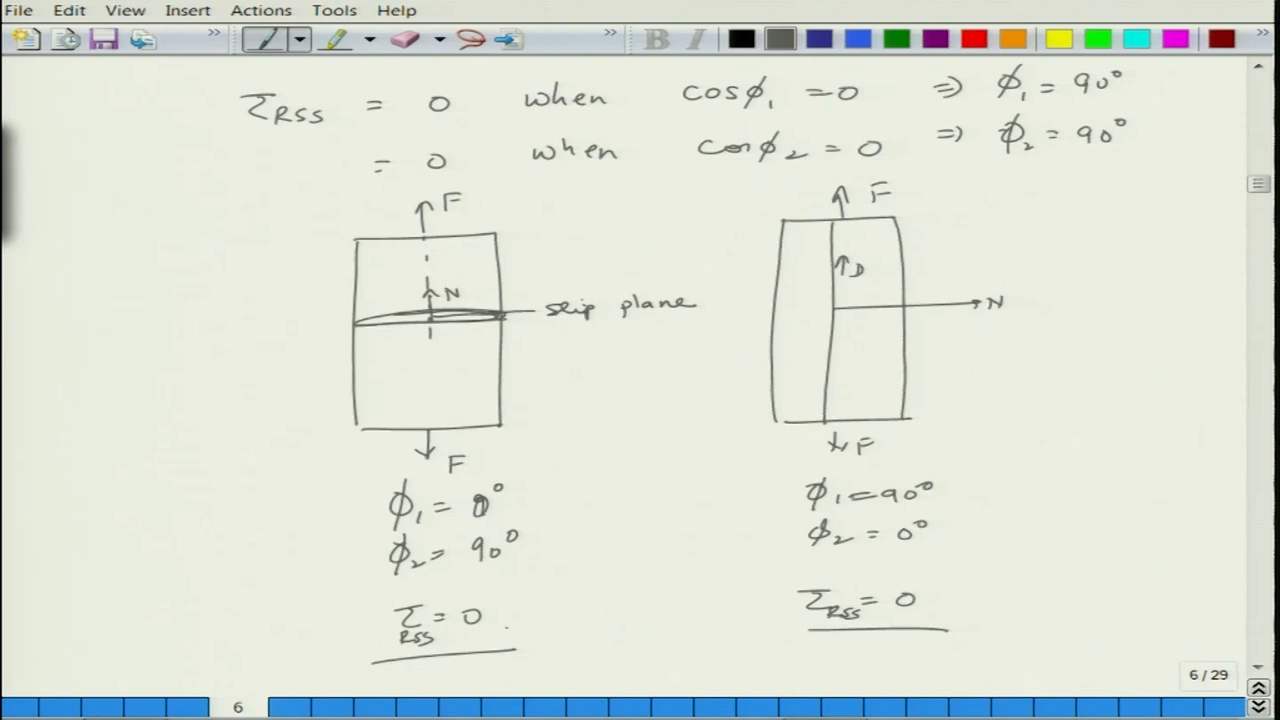 File Edit View Insert Actions Tools Help
τRSS = 0 when cosϕ1 = 0 ⇒ ϕ1 = 90°
= 0 when cosϕ2 = 0 ⇒ ϕ2 = 90°
F
N
slip plane
F
ϕ1 = 0°
ϕ2 = 90°
τRSS = 0
F
D
N
F
ϕ1 = 90°
ϕ2 = 0°
τRSS = 0
6 / 29
6